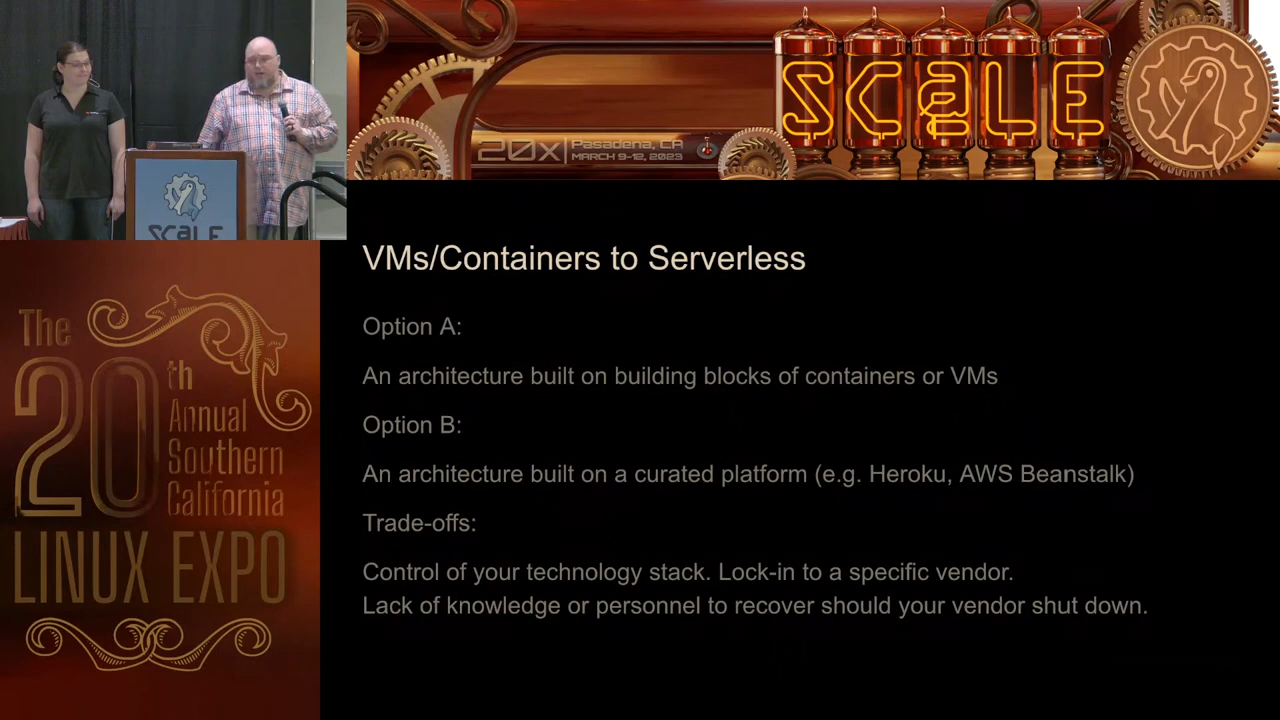 SCALE
20x
Pasadena, CA
MARCH 9-12, 2023
SCALE
The
20th
Annual
Southern
California
LINUX EXPO
VMs/Containers to Serverless
Option A:
An architecture built on building blocks of containers or VMs
Option B:
An architecture built on a curated platform (e.g. Heroku, AWS Beanstalk)
Trade-offs:
Control of your technology stack. Lock-in to a specific vendor.
Lack of knowledge or personnel to recover should your vendor shut down.